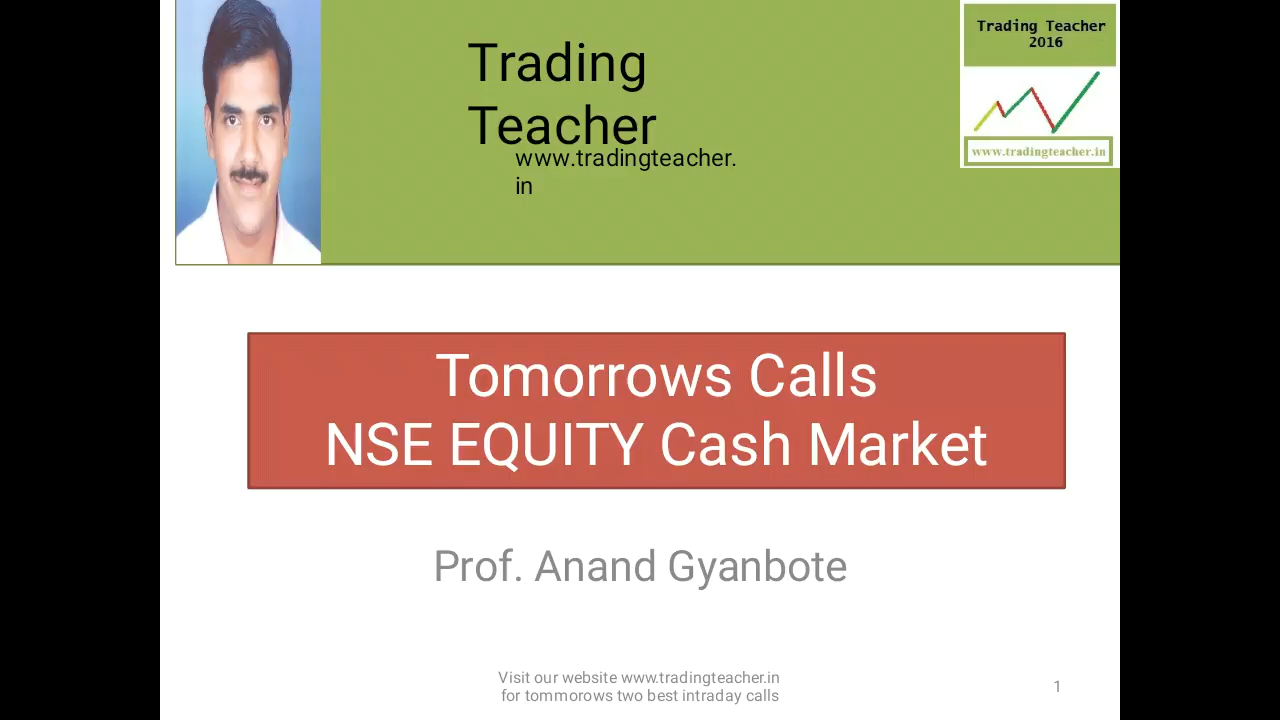 Trading
Teacher
www.tradingteacher.
in
Trading Teacher
2016
www.tradingteacher.in
Tomorrows Calls
NSE EQUITY Cash Market
Prof. Anand Gyanbote
Visit our website www.tradingteacher.in
for tommorows two best intraday calls
1